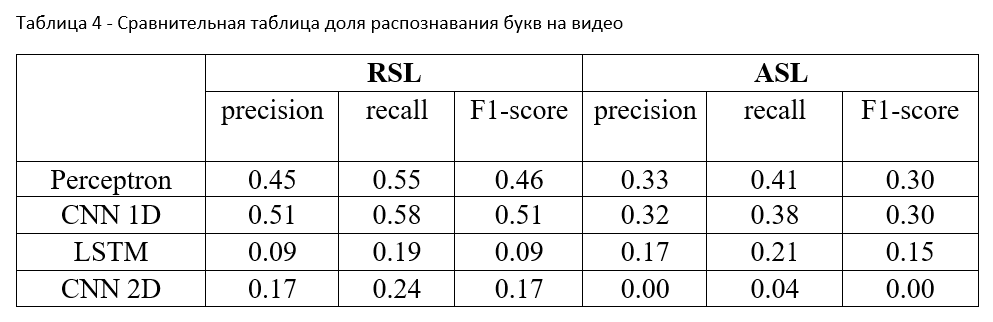 Таблица 4 - Сравнительная таблица доля распознавания букв на видео
RSL ASL
precision recall F1-score precision recall F1-score
Perceptron 0.45 0.55 0.46 0.33 0.41 0.30
CNN 1D 0.51 0.58 0.51 0.32 0.38 0.30
LSTM 0.09 0.19 0.09 0.17 0.21 0.15
CNN 2D 0.17 0.24 0.17 0.00 0.04 0.00